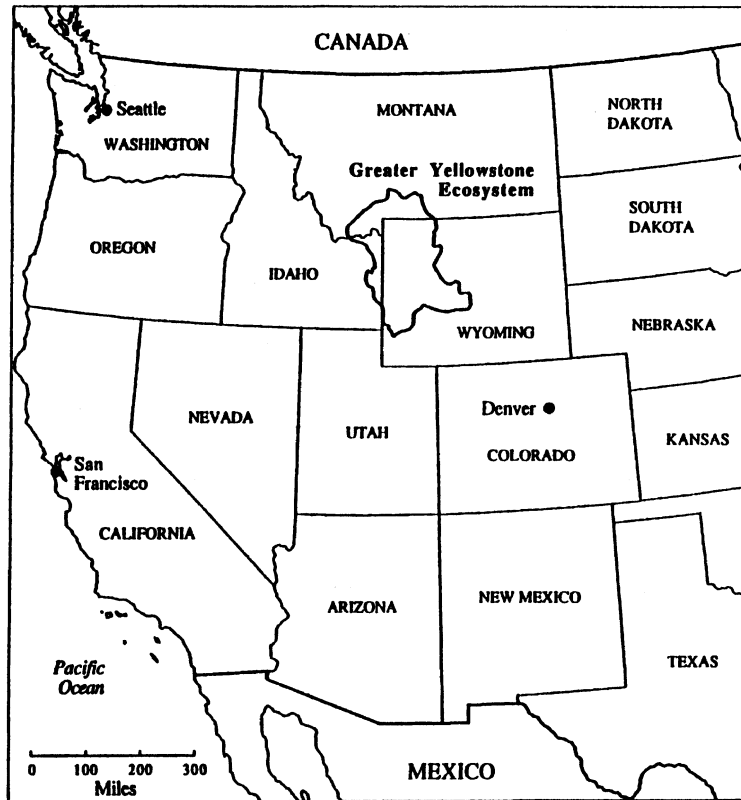 CANADA
Seattle
WASHINGTON
MONTANA
NORTH
DAKOTA
Greater Yellowstone
Ecosystem
SOUTH
DAKOTA
OREGON
IDAHO
WYOMING
NEBRASKA
NEVADA
UTAH
Denver
COLORADO
KANSAS
San
Francisco
CALIFORNIA
ARIZONA
NEW MEXICO
TEXAS
Pacific
Ocean
0 100 200 300
Miles
MEXICO